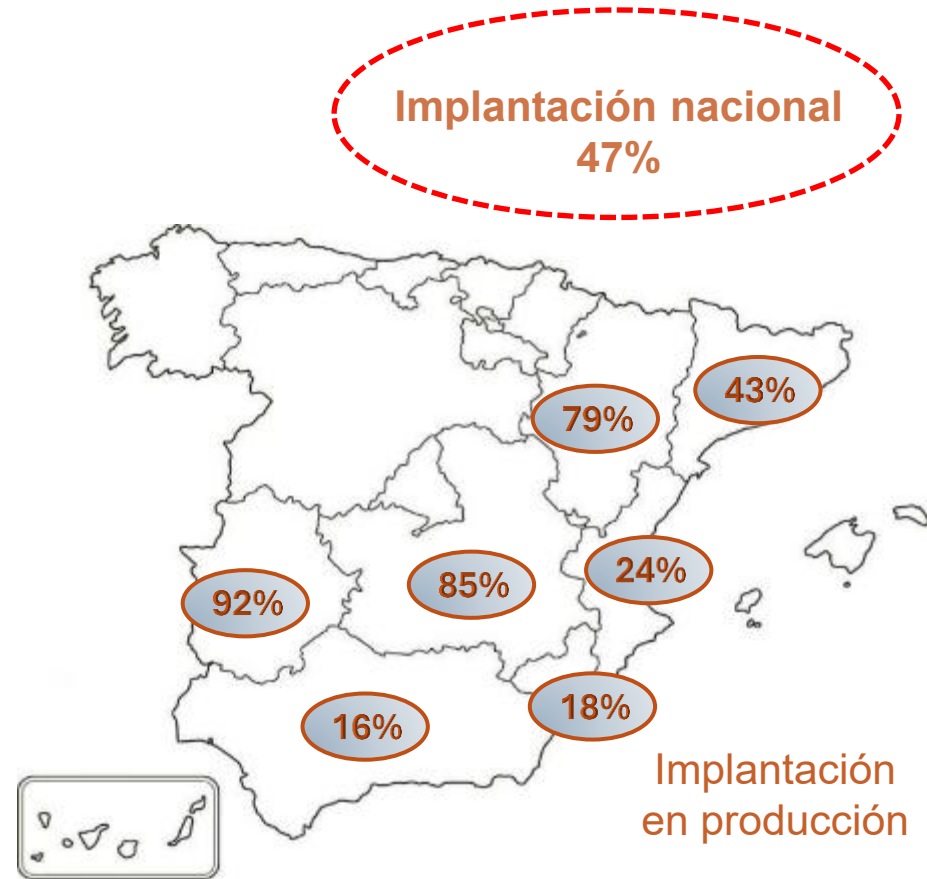 Implantación nacional
47%
43%
79%
24%
85%
92%
18%
16%
Implantación
en producción